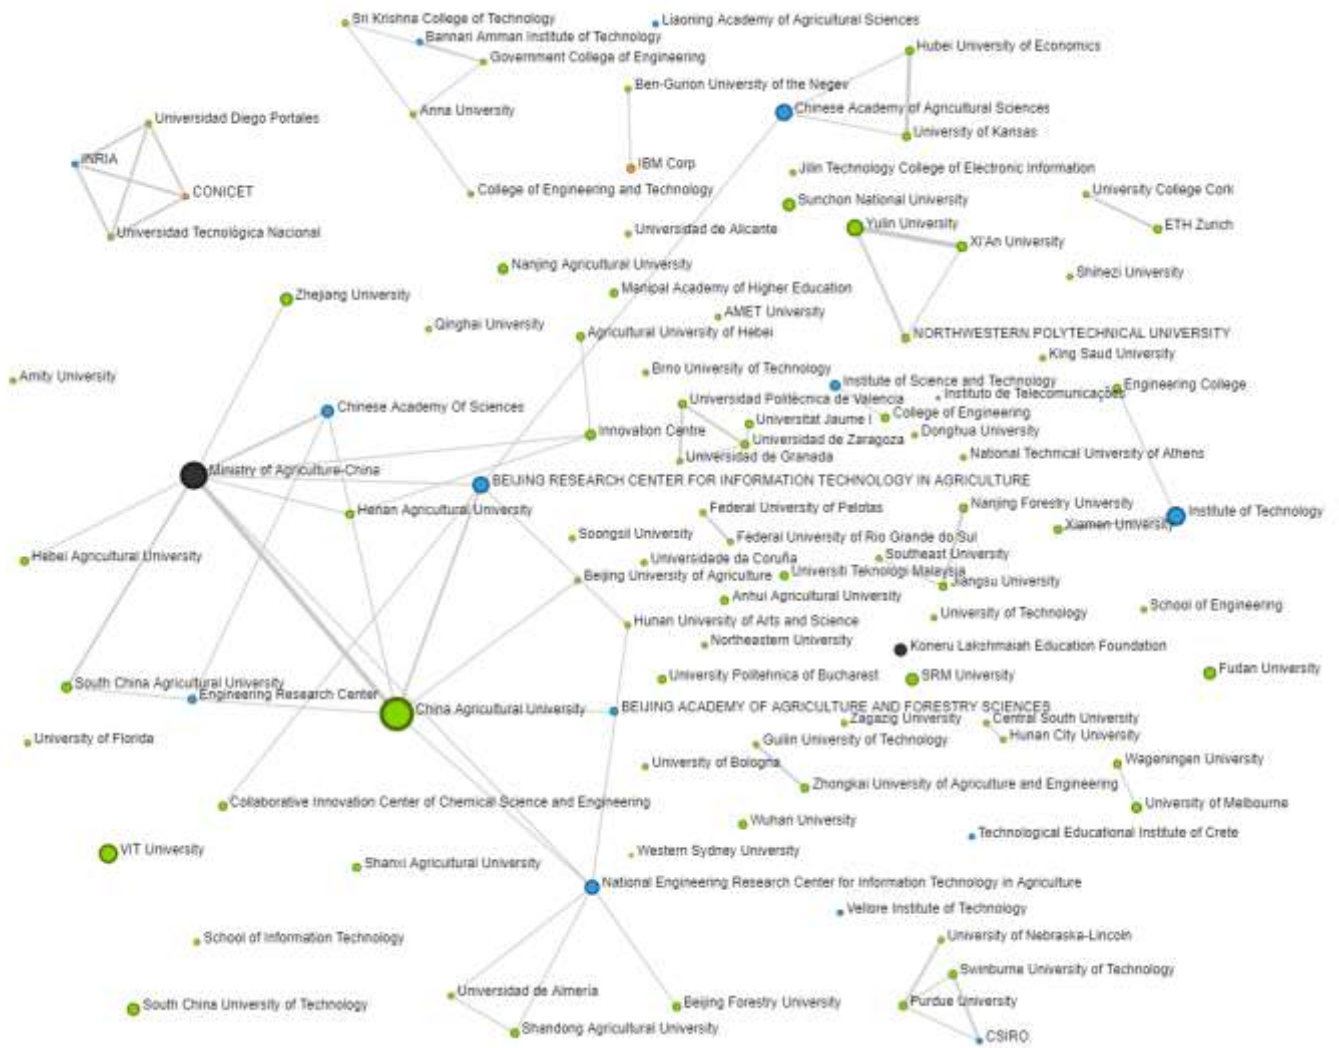 Sri Krishna College of Technology
Liaoning Academy of Agricultural Sciences
Bannari Amman Institute of Technology
Hubei University of Economics
Government College of Engineering
Ben-Gurion University of the Negev
Chinese Academy of Agricultural Sciences
Anna University
Universidad Diego Portales
University of Kansas
INRIA
IBM Corp
Jilin Technology College of Electronic Information
CONICET
College of Engineering and Technology
University College Cork
Sunchon National University
Yulin University
ETH Zurich
Universidad Tecnològica Nacional
Universidad de Alicante
Xi'An University
Nanjing Agricultural University
Shihezi University
Manipal Academy of Higher Education
Zhejiang University
AMET University
Qinghai University
Agricultural University of Hebei
NORTHWESTERN POLYTECHNICAL UNIVERSITY
King Saud University
Brno University of Technology
Amity University
Institute of Science and Technology
Engineering College
Instituto de Telecomunicações
Universidad Politècnica de Valencia
Chinese Academy Of Sciences
College of Engineering
Universitat Jaume I
Innovation Centre
Donghua University
Universidad de Zaragoza
National Technical University of Athens
Universidad de Granada
Ministry of Agriculture-China
BEIJING RESEARCH CENTER FOR INFORMATION TECHNOLOGY IN AGRICULTURE
Henan Agricultural University
Federal University of Pelotas
Nanjing Forestry University
Institute of Technology
Xiamen University
Soongsil University
Federal University of Rio Grande do Sul
Hebei Agricultural University
Southeast University
Universidade da Coruña
Beijing University of Agriculture
Universiti Teknologi Malaysia
Jiangsu University
Anhui Agricultural University
School of Engineering
University of Technology
Hunan University of Arts and Science
Northeastern University
Koneru Lakshmaiah Education Foundation
Fudan University
University Politehnica of Bucharest
SRM University
South China Agricultural University
Engineering Research Center
China Agricultural University
BEIJING ACADEMY OF AGRICULTURE AND FORESTRY SCIENCES
Zagazig University
Central South University
University of Florida
Guilin University of Technology
Hunan City University
University of Bologna
Wageningen University
Zhongkai University of Agriculture and Engineering
Collaborative Innovation Center of Chemical Science and Engineering
University of Melbourne
Wuhan University
Technological Educational Institute of Crete
VIT University
Western Sydney University
Shanxi Agricultural University
National Engineering Research Center for Information Technology in Agriculture
Vellore Institute of Technology
School of Information Technology
University of Nebraska-Lincoln
Swinburne University of Technology
Universidad de Almerìa
South China University of Technology
Beijing Forestry University
Purdue University
Shandong Agricultural University
CSIRO